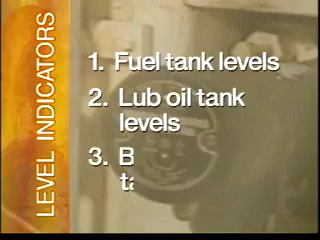 LEVEL INDICATORS
1. Fuel tank levels
2. Lub oil tank
levels
3. B